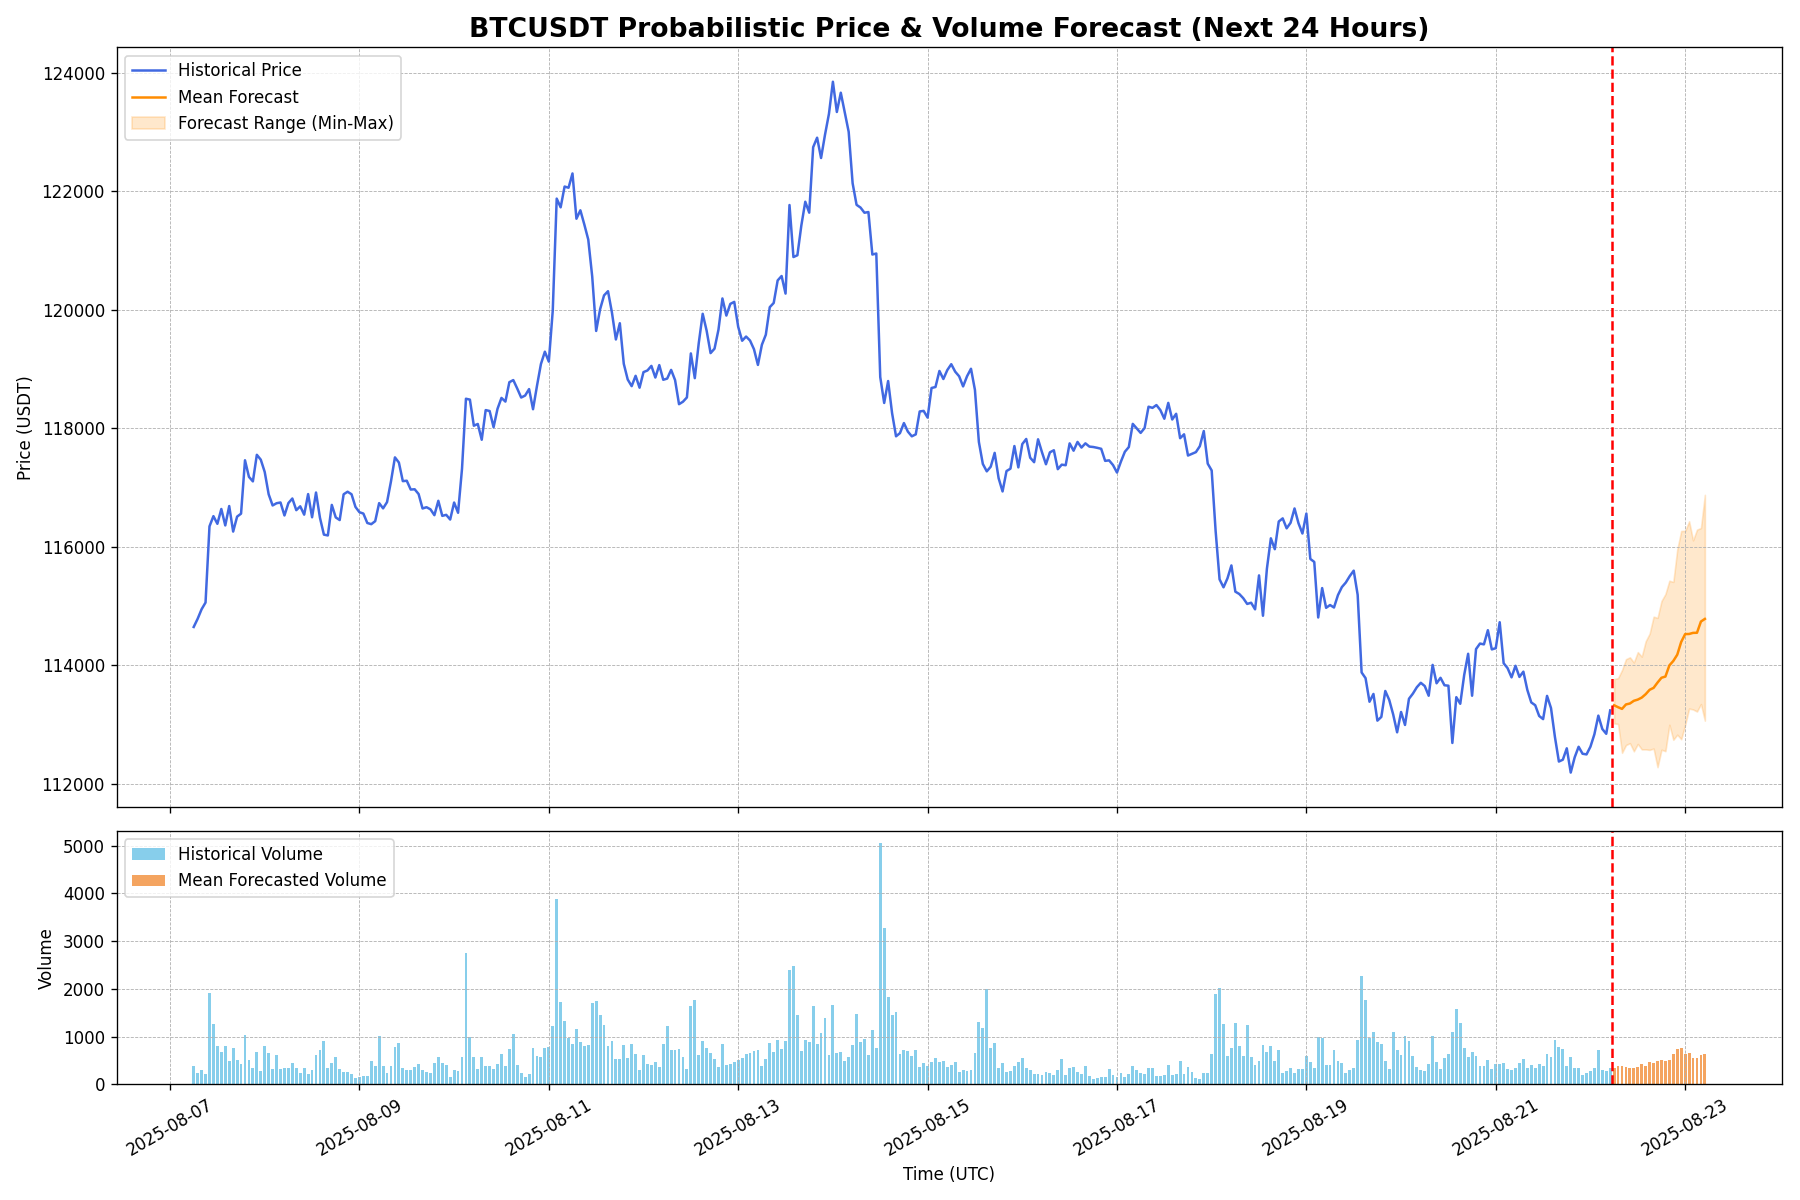 BTCUSDT Probabilistic Price & Volume Forecast (Next 24 Hours)
Historical Price
Mean Forecast
Forecast Range (Min-Max)
124000
122000
120000
118000
116000
114000
112000
Price (USDT)
Historical Volume
Mean Forecasted Volume
5000
4000
3000
2000
1000
0
Volume
2025-08-07
2025-08-09
2025-08-11
2025-08-13
2025-08-15
2025-08-17
2025-08-19
2025-08-21
2025-08-23
Time (UTC)